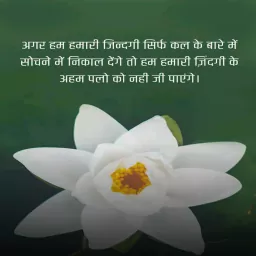 अगर हम हमारी जिन्दगी सिर्फ कल के बारे में
सोचने में निकाल देंगे तो हम हमारी ज़िंदगी के
अहम पलो को नही जी पाएंगे।